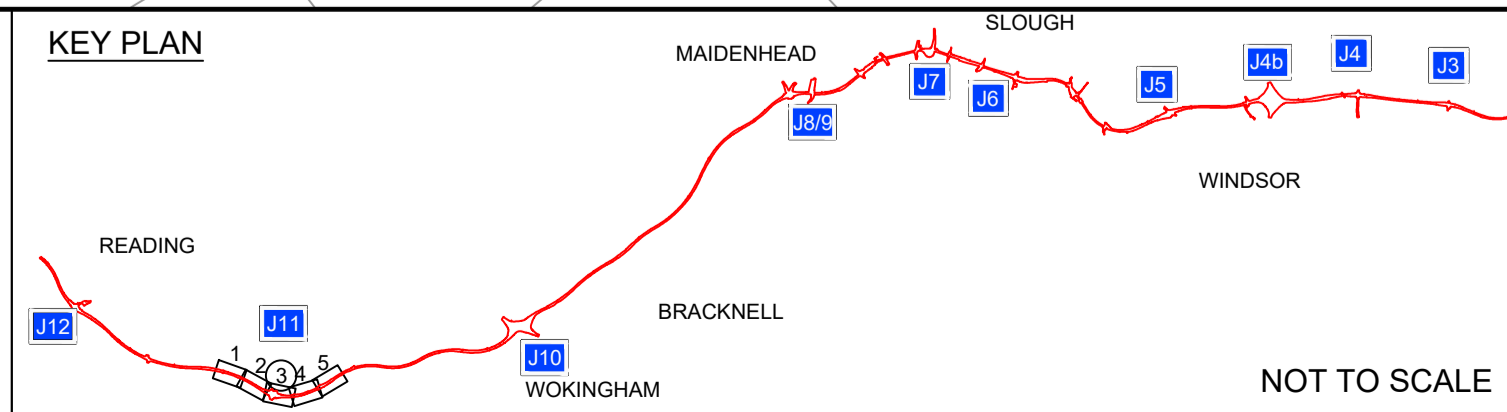 KEY PLAN
SLOUGH
MAIDENHEAD
J7
J6
J8/9
J5
J4b
J4
J3
WINDSOR
READING
J12
J11
1
2
3
4
5
BRACKNELL
J10
WOKINGHAM
NOT TO SCALE